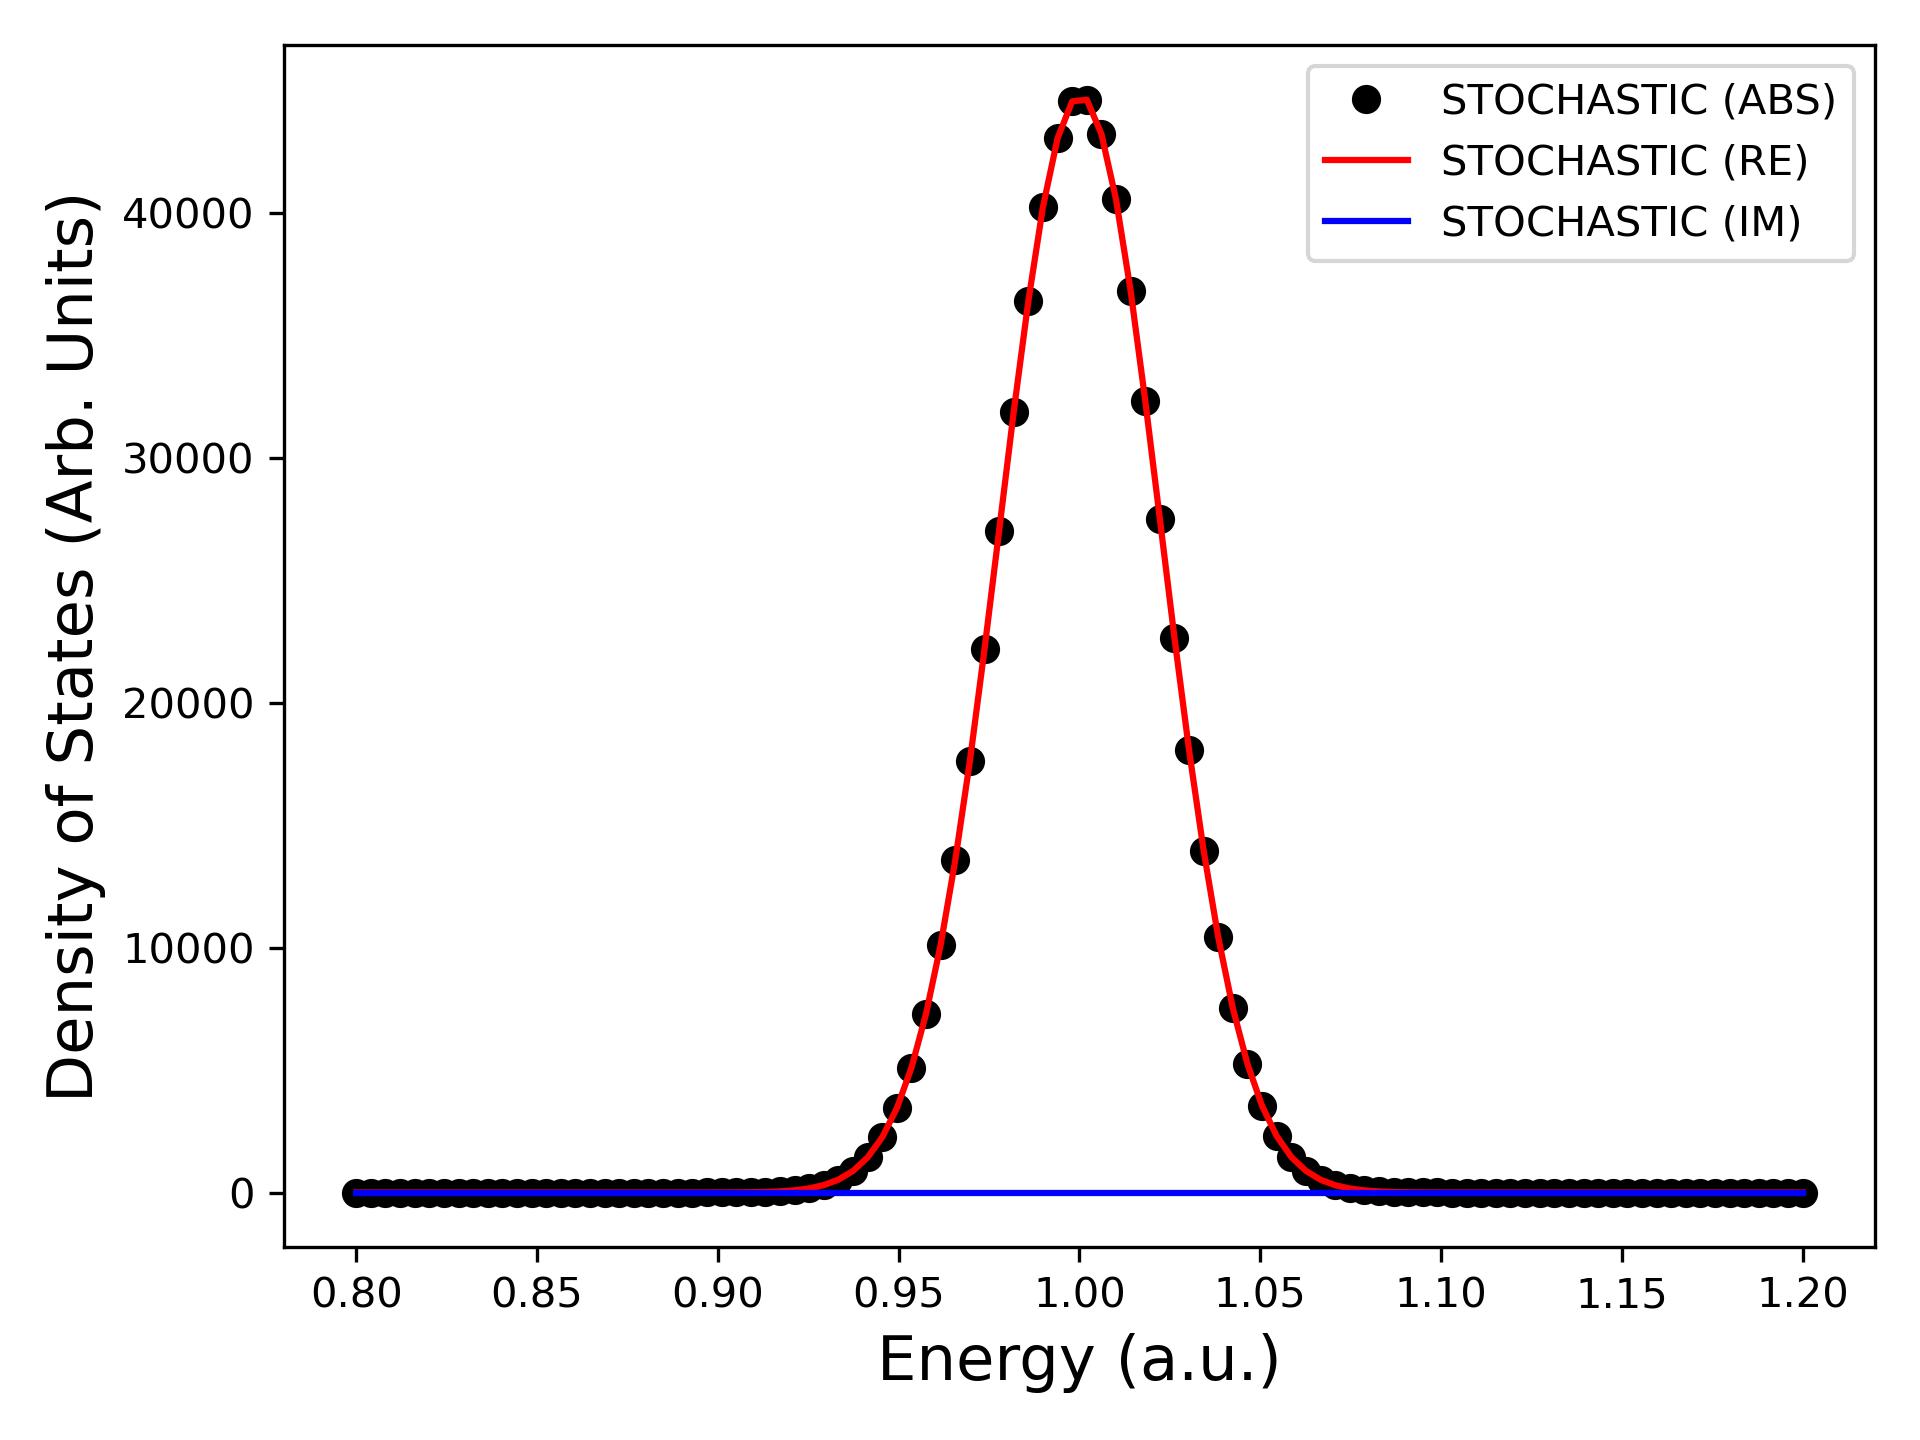 STOCHASTIC (ABS)
STOCHASTIC (RE)
STOCHASTIC (IM)
Density of States (Arb. Units)
40000
30000
20000
10000
0
0.80 0.85 0.90 0.95 1.00 1.05 1.10 1.15 1.20
Energy (a.u.)